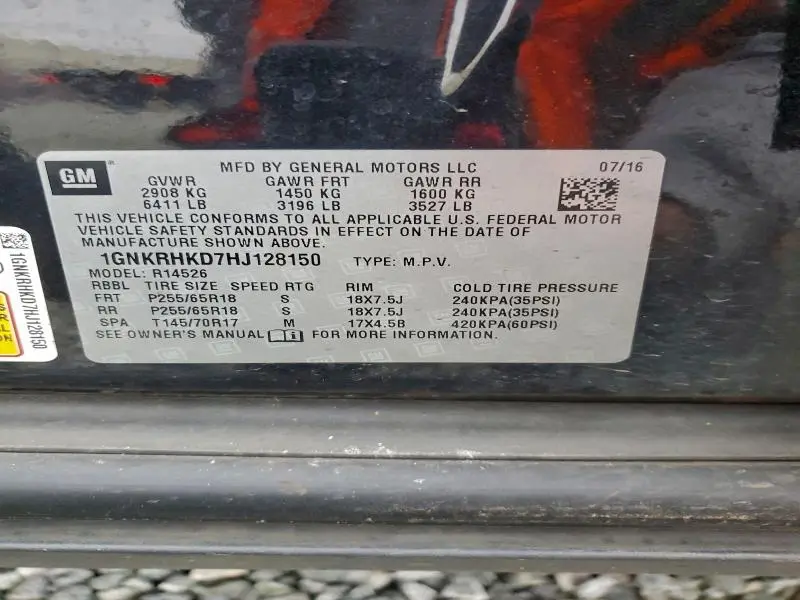 GM
MFD BY GENERAL MOTORS LLC 07/16
GVWR GAWR FRT GAWR RR
2908 KG 1450 KG 1600 KG
6411 LB 3196 LB 3527 LB
THIS VEHICLE CONFORMS TO ALL APPLICABLE U.S. FEDERAL MOTOR
VEHICLE SAFETY STANDARDS IN EFFECT ON THE DATE OF
MANUFACTURE SHOWN ABOVE.
1GNKRHKD7HJ128150 TYPE: M.P.V.
MODEL: R14526
RBBL TIRE SIZE SPEED RTG RIM COLD TIRE PRESSURE
FRT P255/65R18 S 18X7.5J 240KPA(35PSI)
RR P255/65R18 S 18X7.5J 240KPA(35PSI)
SPA T145/70R17 M 17X4.5B 420KPA(60PSI)
SEE OWNER'S MANUAL FOR MORE INFORMATION.
1GNKRHKD7HJ128150